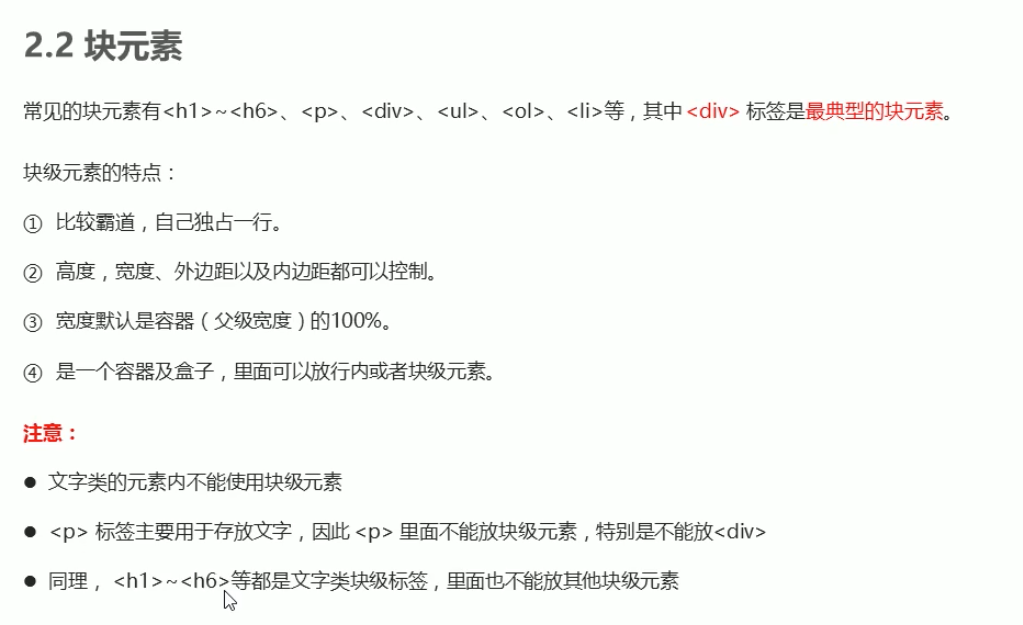 2.2 块元素
常见的块元素有<h1>~<h6>、<p>、<div>、<ul>、<ol>、<li>等，其中 <div> 标签是最典型的块元素。
块级元素的特点：
① 比较霸道，自己独占一行。
② 高度，宽度、外边距以及内边距都可以控制。
③ 宽度默认是容器（父级宽度）的100%。
④ 是一个容器及盒子，里面可以放行内或者块级元素。
注意：
● 文字类的元素内不能使用块级元素
● <p> 标签主要用于存放文字，因此 <p> 里面不能放块级元素，特别是不能放<div>
● 同理， <h1>~<h6>等都是文字类块级标签，里面也不能放其他块级元素